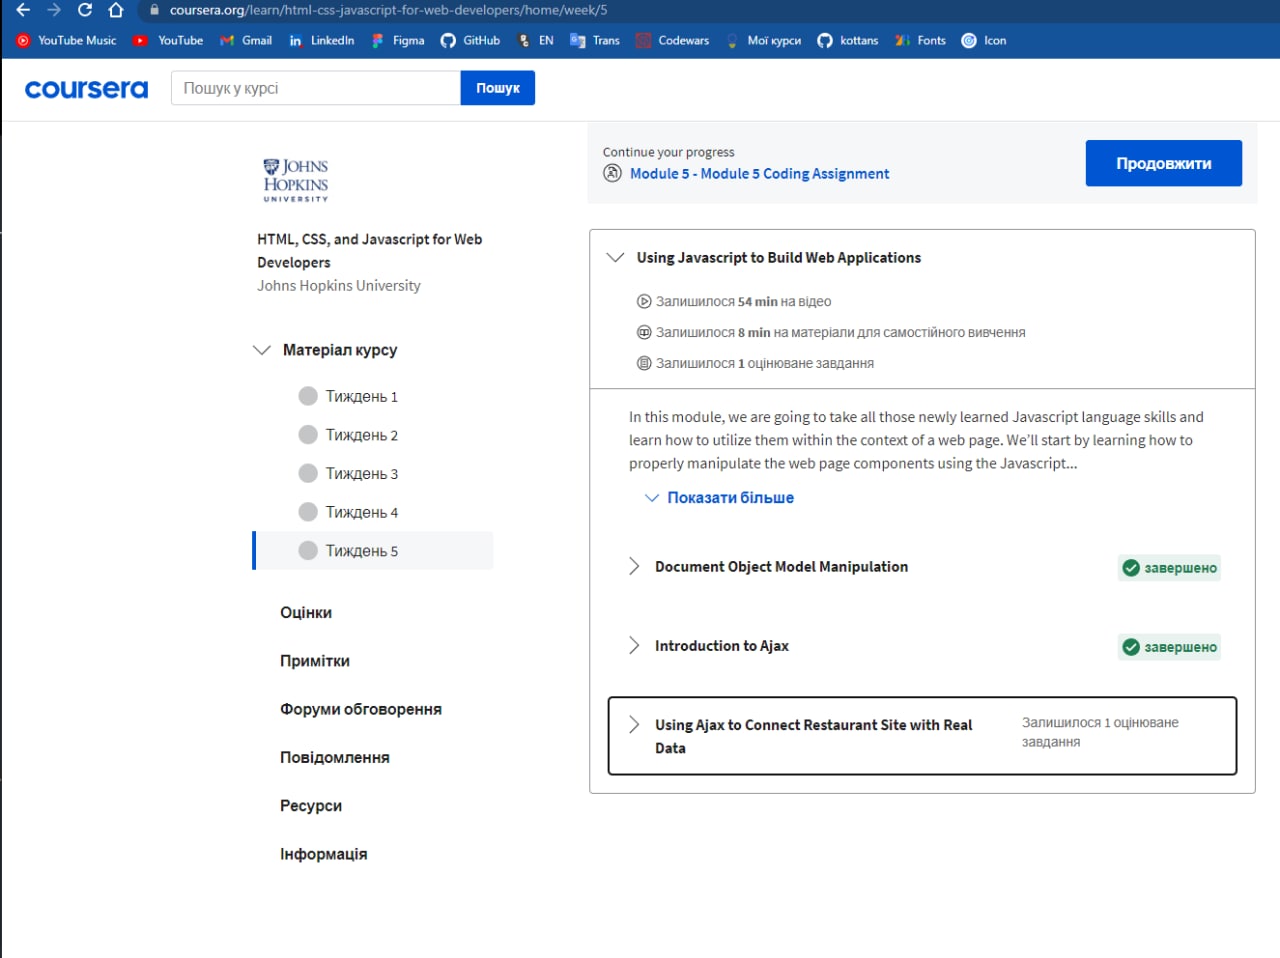 coursera.org/learn/html-css-javascript-for-web-developers/home/week/5
YouTube Music YouTube Gmail LinkedIn Figma GitHub EN Trans Codewars Мої курси kottans Fonts Icon
coursera Пошук у курсі Пошук
JOHNS
HOPKINS
UNIVERSITY
HTML, CSS, and Javascript for Web
Developers
Johns Hopkins University
Матеріал курсу
Тиждень 1
Тиждень 2
Тиждень 3
Тиждень 4
Тиждень 5
Оцінки
Примітки
Форуми обговорення
Повідомлення
Ресурси
Інформація
Continue your progress
Module 5 - Module 5 Coding Assignment
Продовжити
Using Javascript to Build Web Applications
Залишилося 54 min на відео
Залишилося 8 min на матеріали для самостійного вивчення
Залишилося 1 оцінюване завдання
In this module, we are going to take all those newly learned Javascript language skills and
learn how to utilize them within the context of a web page. We’ll start by learning how to
properly manipulate the web page components using the Javascript...
Показати більше
Document Object Model Manipulation завершено
Introduction to Ajax завершено
Using Ajax to Connect Restaurant Site with Real
Data
Залишилося 1 оцінюване
завдання